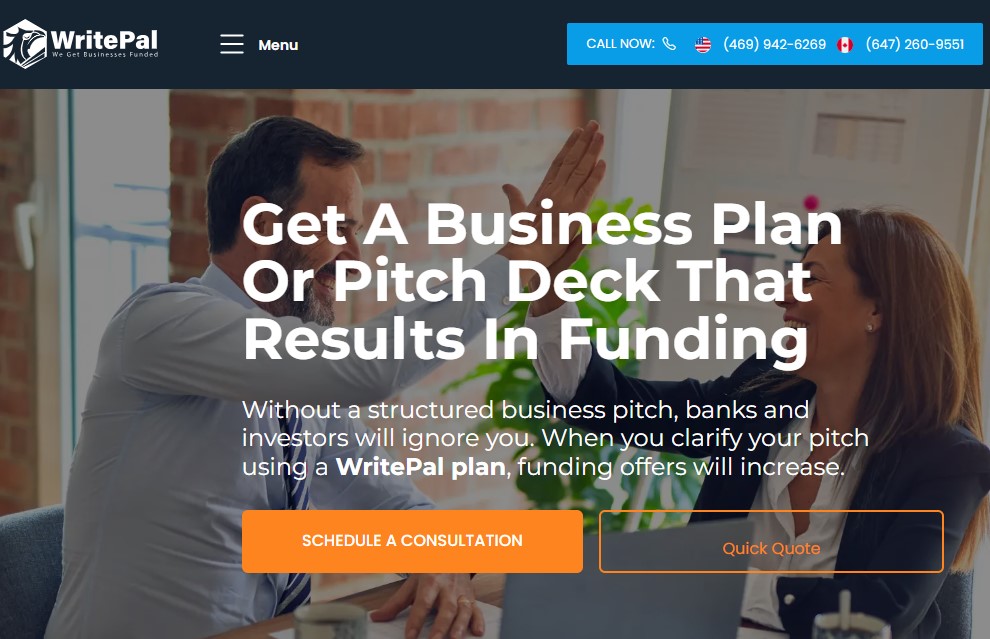 WritePal
We Get Businesses Funded
Menu
CALL NOW: (469) 942-6269 (647) 260-9551
Get A Business Plan
Or Pitch Deck That
Results In Funding
Without a structured business pitch, banks and
investors will ignore you. When you clarify your pitch
using a WritePal plan, funding offers will increase.
SCHEDULE A CONSULTATION
Quick Quote